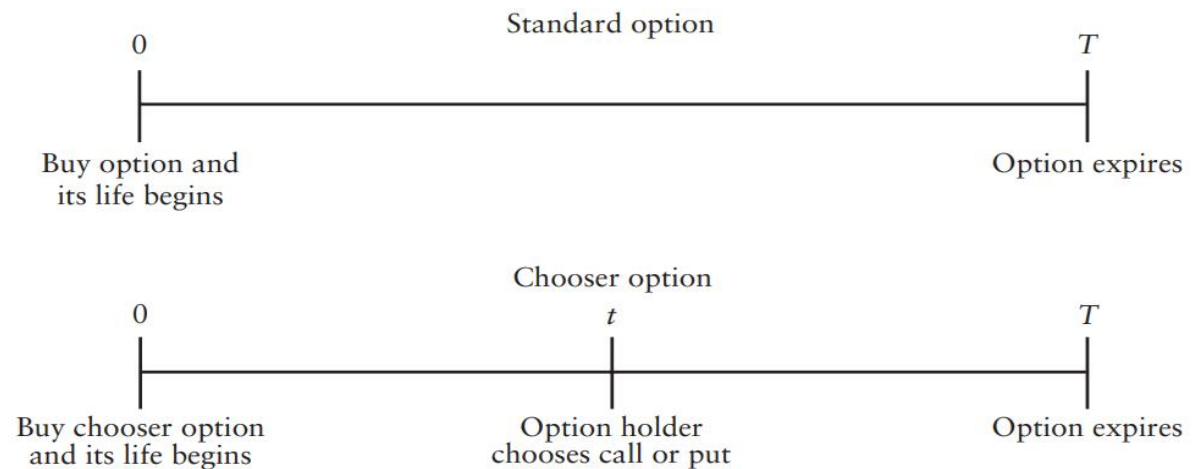 Standard option
0
T
Buy option and
its life begins
Option expires
Chooser option
0
t
T
Buy chooser option
and its life begins
Option holder
chooses call or put
Option expires